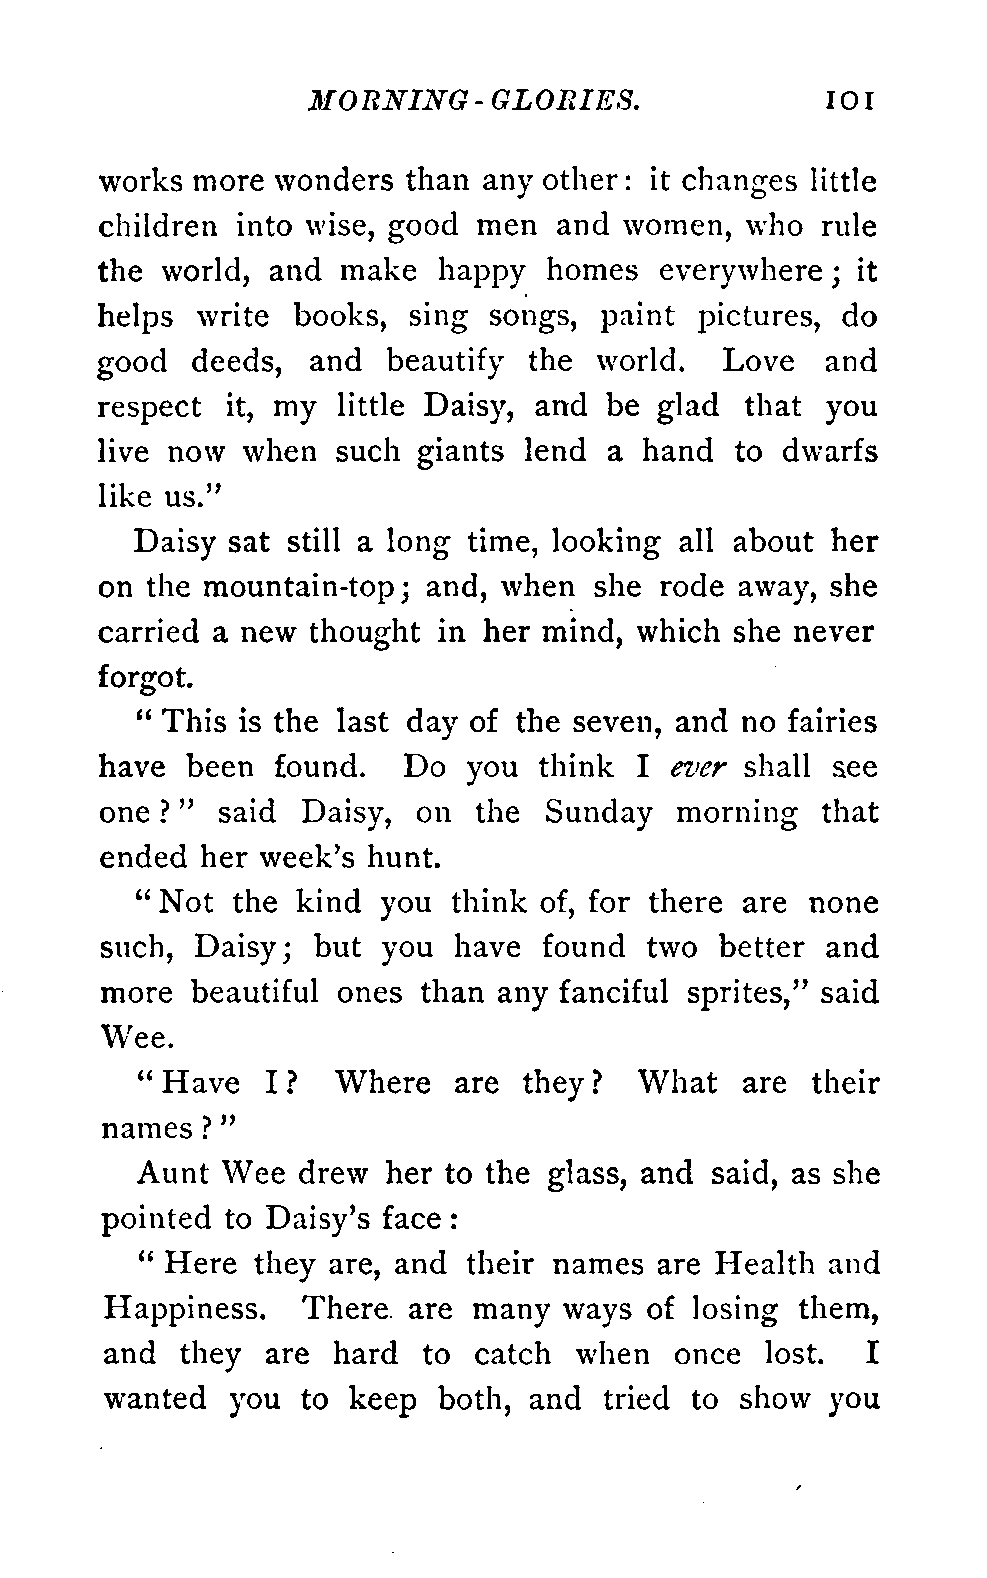 MORNING-GLORIES. 101
works more wonders than any other: it changes little
children into wise, good men and women, who rule
the world, and make happy homes everywhere; it
helps write books, sing songs, paint pictures, do
good deeds, and beautify the world. Love and
respect it, my little Daisy, and be glad that you
live now when such giants lend a hand to dwarfs
like us."
Daisy sat still a long time, looking all about her
on the mountain-top; and, when she rode away, she
carried a new thought in her mind, which she never
forgot.
"This is the last day of the seven, and no fairies
have been found. Do you think I ever shall see
one?" said Daisy, on the Sunday morning that
ended her week's hunt.
"Not the kind you think of, for there are none
such, Daisy; but you have found two better and
more beautiful ones than any fanciful sprites," said
Wee.
"Have I? Where are they? What are their
names?"
Aunt Wee drew her to the glass, and said, as she
pointed to Daisy's face:
"Here they are, and their names are Health and
Happiness. There are many ways of losing them,
and they are hard to catch when once lost. I
wanted you to keep both, and tried to show you